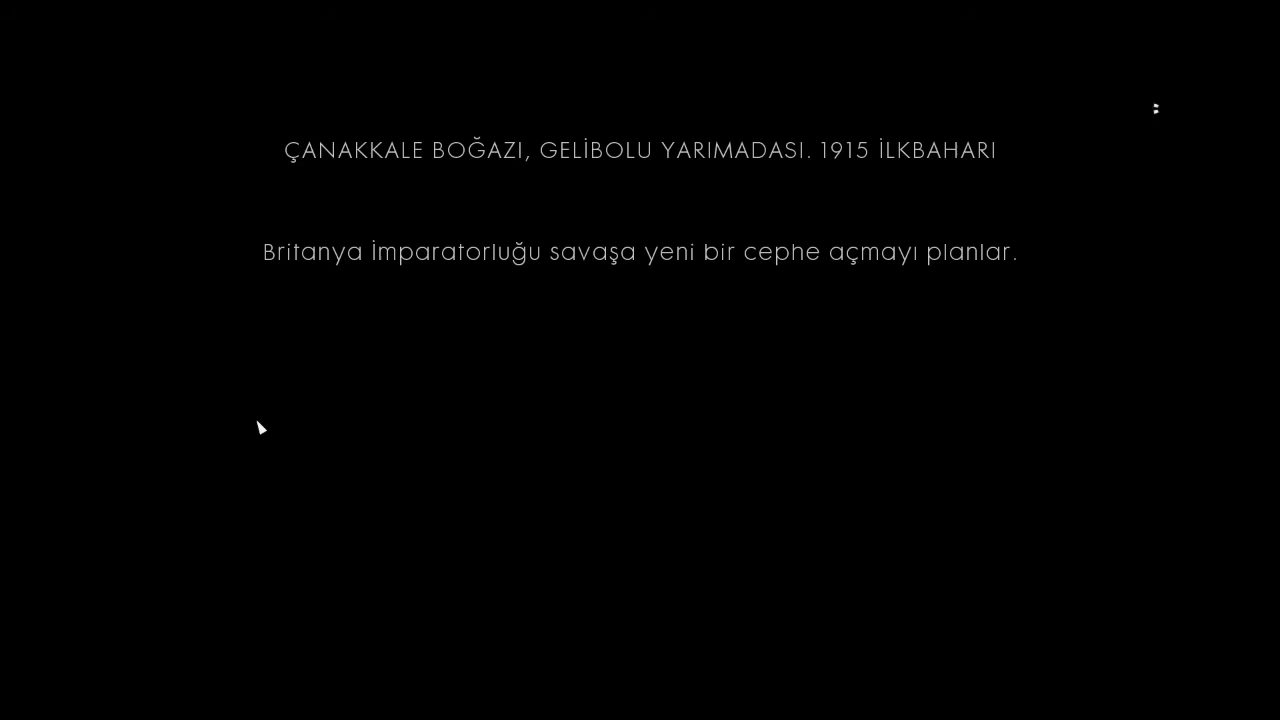 ÇANAKKALE BOĞAZI, GELİBOLU YARIMADASI. 1915 İLKBAHARI
Britanya İmparatorluğu savaşa yeni bir cephe açmayı planlar.